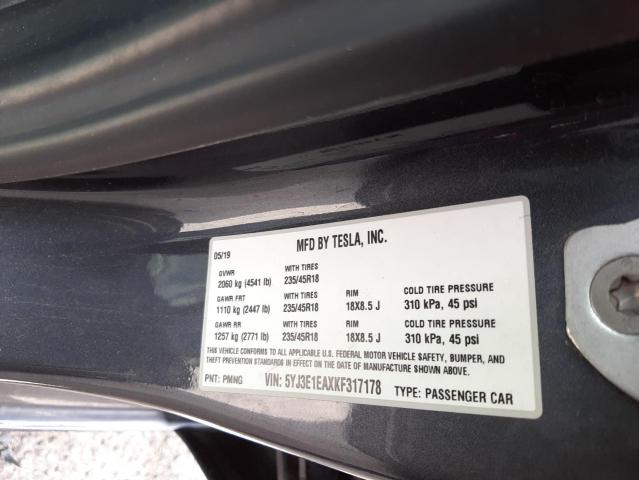 MFD BY TESLA, INC.
05/19
GVWR WITH TIRES
2060 kg (4541 lb) 235/45R18
GAWR FRT WITH TIRES RIM COLD TIRE PRESSURE
1110 kg (2447 lb) 235/45R18 18X8.5 J 310 kPa, 45 psi
GAWR RR WITH TIRES RIM COLD TIRE PRESSURE
1257 kg (2771 lb) 235/45R18 18X8.5 J 310 kPa, 45 psi
THIS VEHICLE CONFORMS TO ALL APPLICABLE U.S. FEDERAL MOTOR VEHICLE SAFETY, BUMPER, AND
THEFT PREVENTION STANDARDS IN EFFECT ON THE DATE OF MANUFACTURE SHOWN ABOVE.
PNT: PMNG VIN: 5YJ3E1EAXKF317178 TYPE: PASSENGER CAR